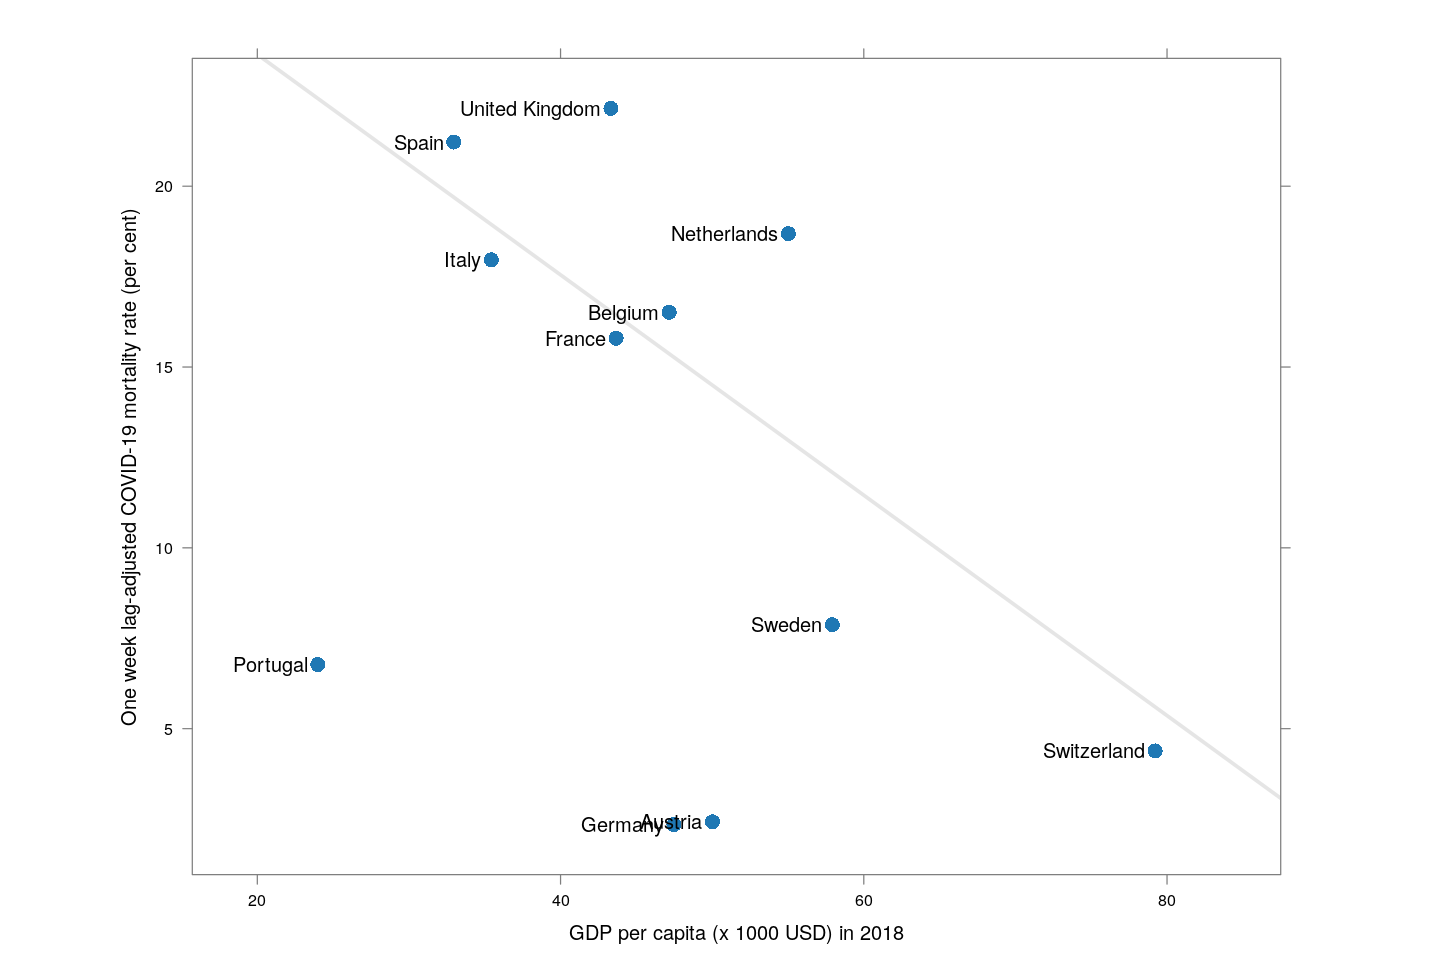 United Kingdom
Spain
Netherlands
Italy
Belgium
France
Sweden
Portugal
Switzerland
Germany
Austria
20
15
10
5
20
40
60
80
One week lag-adjusted COVID-19 mortality rate (per cent)
GDP per capita (x 1000 USD) in 2018